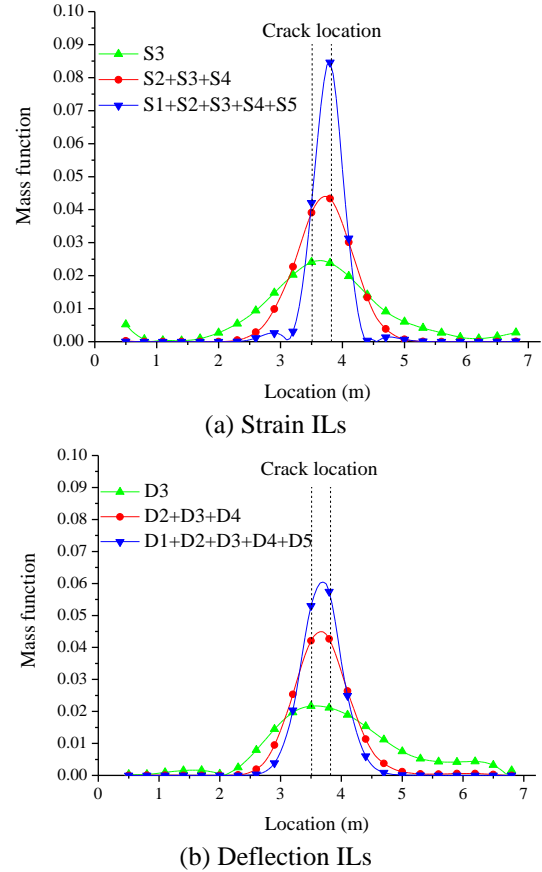 0.10
0.09
0.08
0.07
0.06
0.05
0.04
0.03
0.02
0.01
0.00
Mass function
Crack location
S3
S2+S3+S4
S1+S2+S3+S4+S5
0 1 2 3 4 5 6 7
Location (m)
(a) Strain ILs
0.10
0.09
0.08
0.07
0.06
0.05
0.04
0.03
0.02
0.01
0.00
Mass function
Crack location
D3
D2+D3+D4
D1+D2+D3+D4+D5
0 1 2 3 4 5 6 7
Location (m)
(b) Deflection ILs